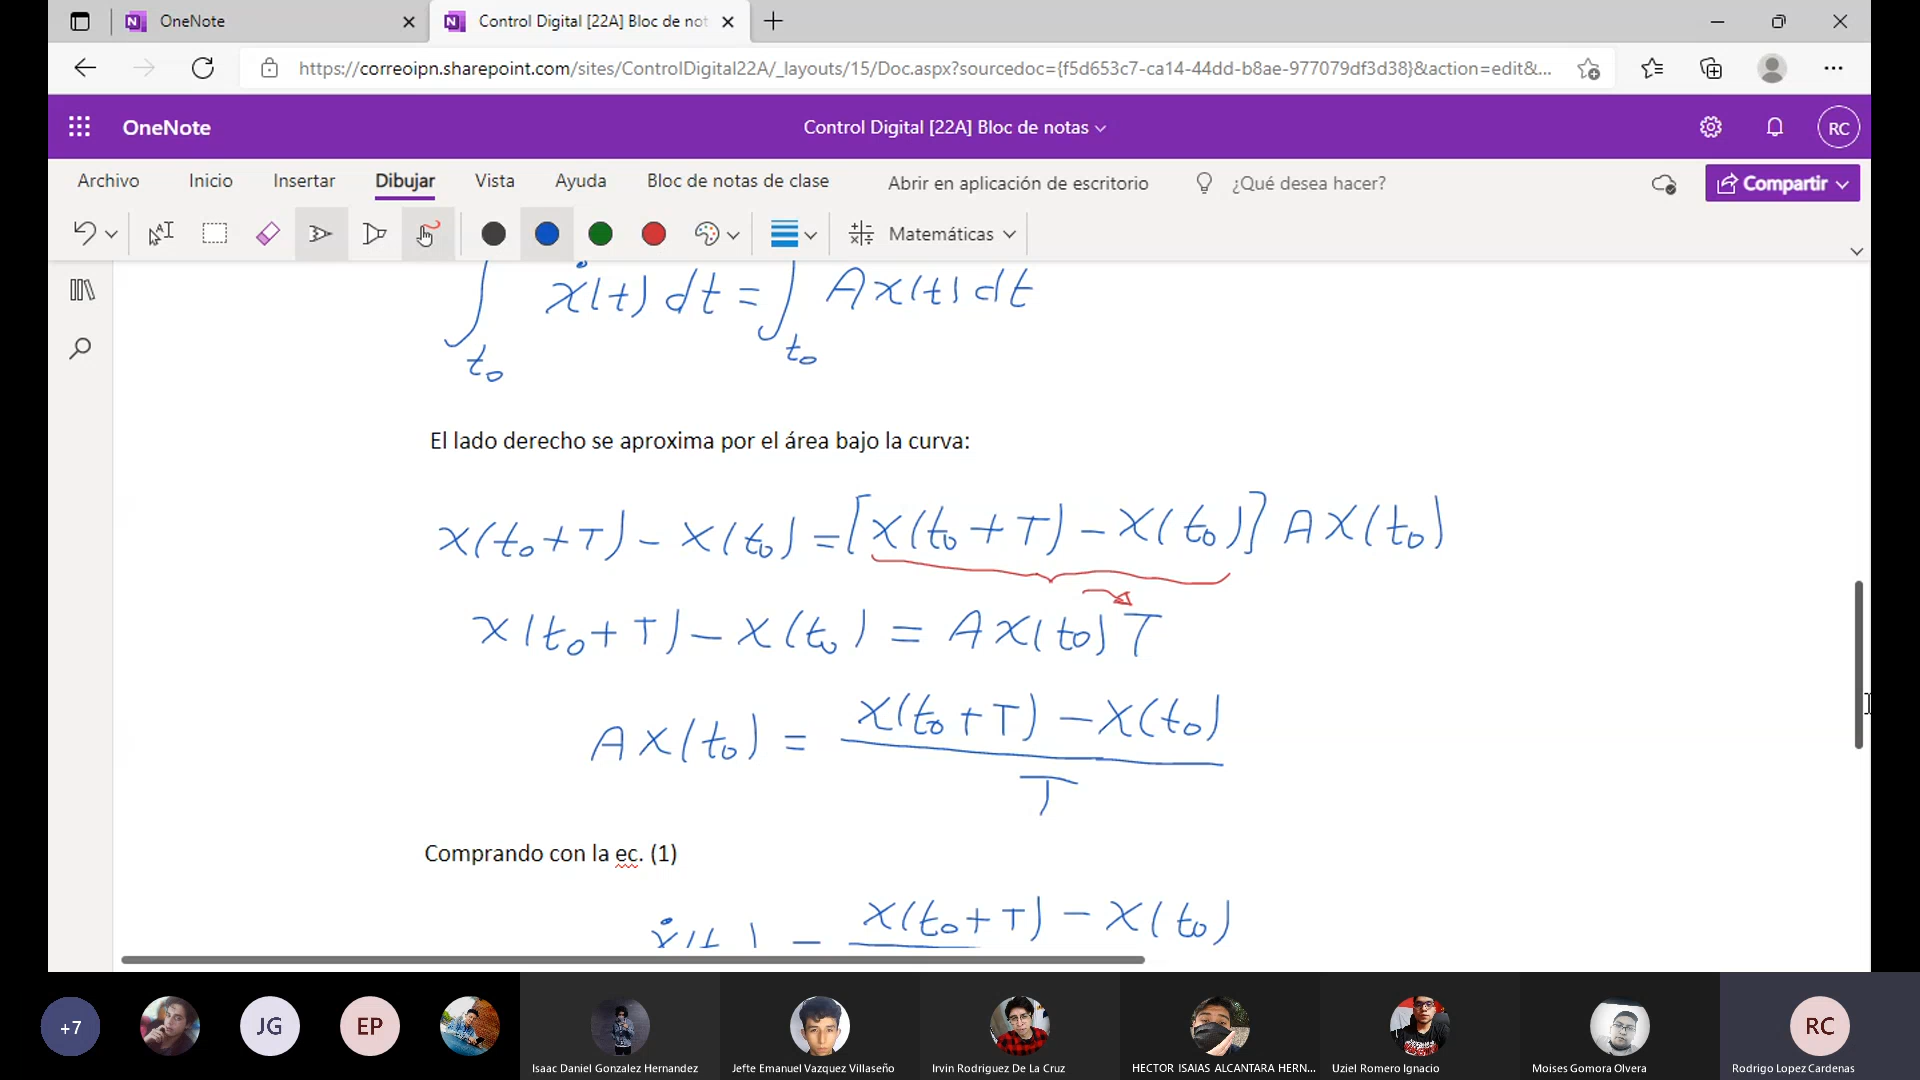 OneNote
Control Digital [22A] Bloc de not
https://correoipn.sharepoint.com/sites/ControlDigital22A/_layouts/15/Doc.aspx?sourcedoc={f5d653c7-ca14-44dd-b8ae-977079df3d38}&action=edit&...
OneNote
Control Digital [22A] Bloc de notas
RC
Archivo Inicio Insertar Dibujar Vista Ayuda Bloc de notas de clase Abrir en aplicación de escritorio ¿Qué desea hacer? Compartir
Matemáticas
∫ ẋ(t) dt = ∫ A x(t) dt
t₀ t₀
El lado derecho se aproxima por el área bajo la curva:
x(t₀+T) - x(t₀) = [x(t₀+T) - x(t₀)] A x(t₀)
x(t₀+T) - x(t₀) = A x(t₀) T
A x(t₀) = x(t₀+T) - x(t₀)
T
Comprando con la ec. (1)
x(t₀+T) - x(t₀)
+7
JG
EP
Isaac Daniel Gonzalez Hernandez
Jefte Emanuel Vazquez Villaseño
Irvin Rodriguez De La Cruz
HECTOR ISAIAS ALCANTARA HERN...
Uziel Romero Ignacio
Moises Gomora Olvera
RC
Rodrigo Lopez Cardenas